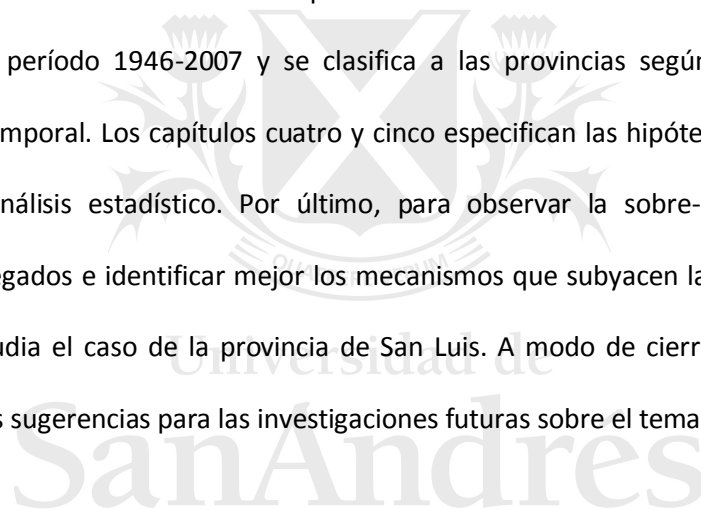 período 1946-2007 y se clasifica a las provincias según
mporal. Los capítulos cuatro y cinco especifican las hipóte
nálisis estadístico. Por último, para observar la sobre-
egados e identificar mejor los mecanismos que subyacen la
udia el caso de la provincia de San Luis. A modo de cierr
s sugerencias para las investigaciones futuras sobre el tema
Universidad de
SanAndrés